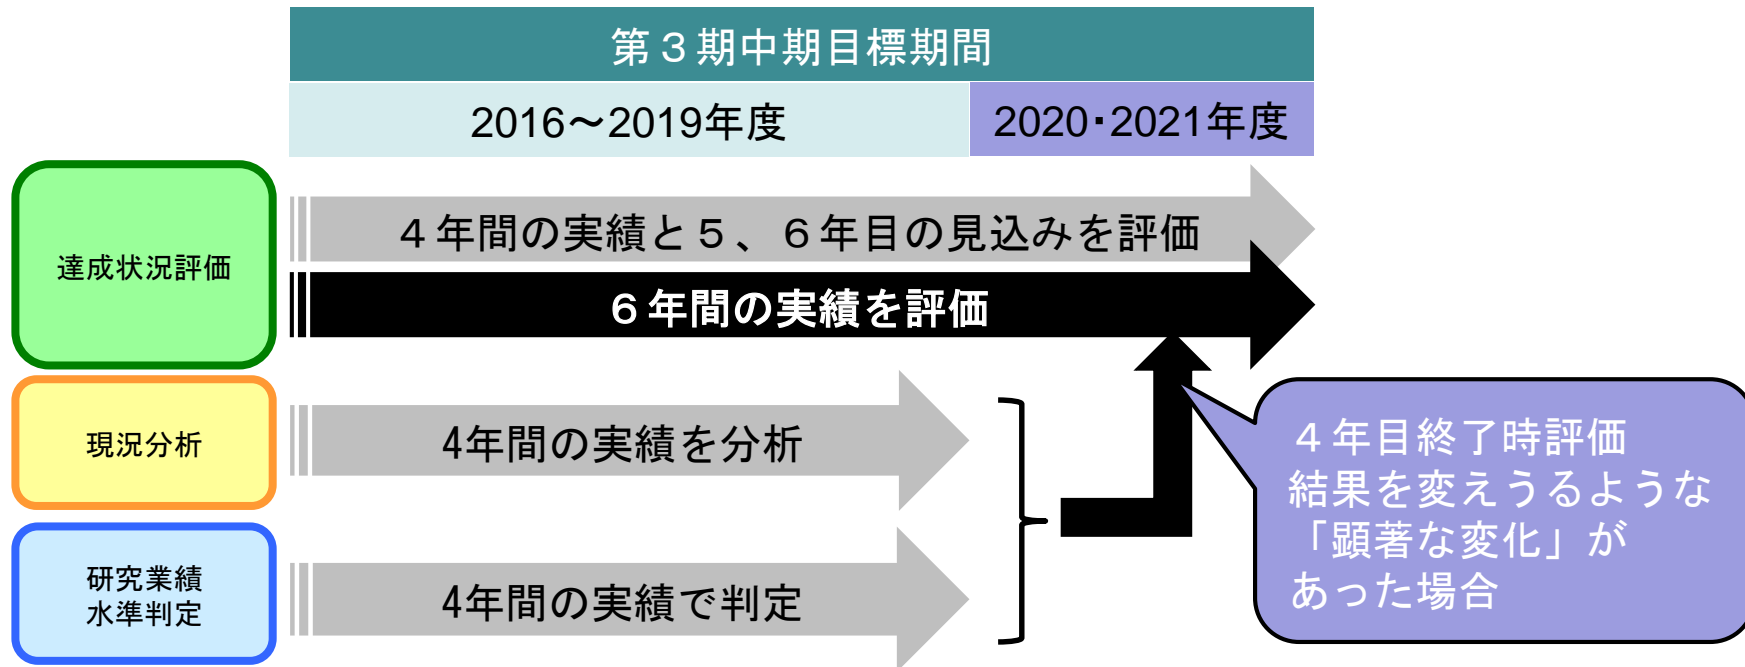 第３期中期目標期間
2016～2019年度
2020・2021年度
達成状況評価
４年間の実績と５、６年目の見込みを評価
６年間の実績を評価
現況分析
4年間の実績を分析
研究業績
水準判定
4年間の実績で判定
４年目終了時評価
結果を変えうるような
「顕著な変化」が
あった場合